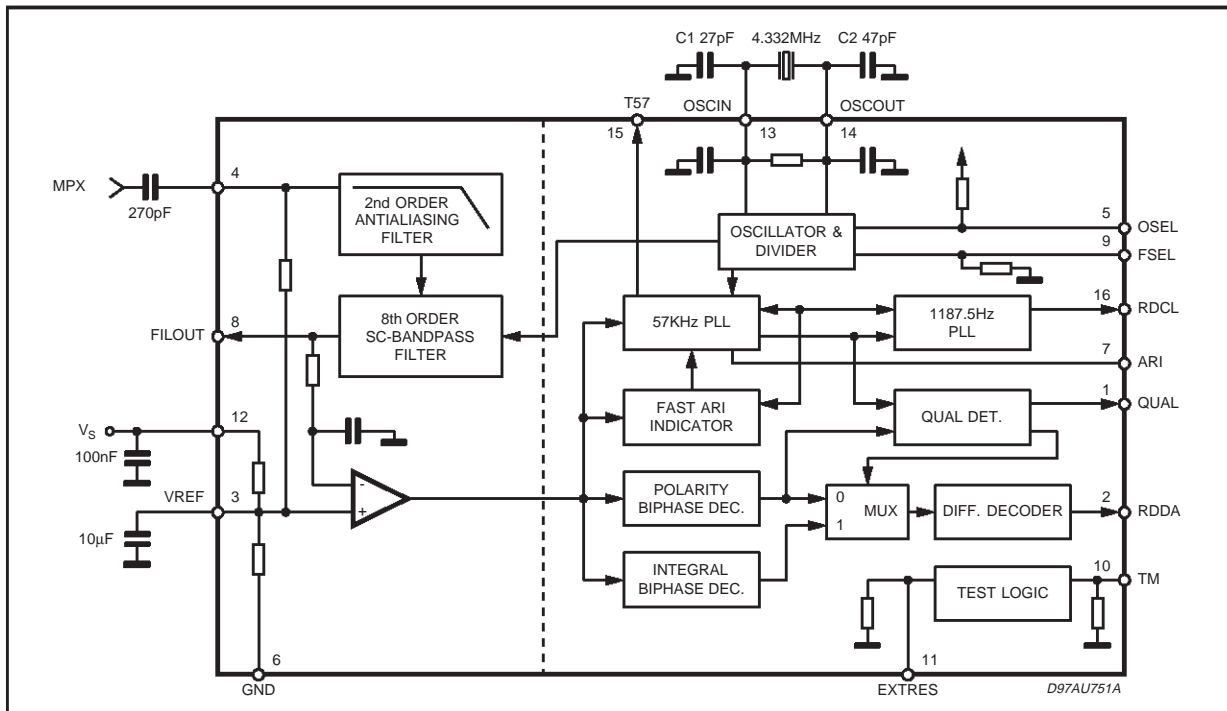 C1 27pF
4.332MHz
C2 47pF
T57
OSCIN
OSCOUT
15
13
14
MPX
270pF
4
2nd ORDER
ANTIALIASING
FILTER
OSCILLATOR &
DIVIDER
5
OSEL
9
FSEL
FILOUT
8
8th ORDER
SC-BANDPASS
FILTER
57KHz PLL
1187.5Hz
PLL
16
RDCL
7
ARI
FAST ARI
INDICATOR
QUAL DET.
1
QUAL
VS
12
100nF
VREF
3
10μF
-
+
POLARITY
BIPHASE DEC.
0
1
MUX
DIFF. DECODER
2
RDDA
INTEGRAL
BIPHASE DEC.
TEST LOGIC
10
TM
6
GND
11
EXTRES
D97AU751A